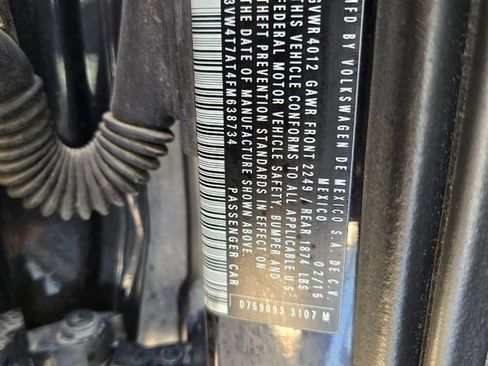 MFD BY VOLKSWAGEN DE MEXICO S.A. DE C.V.
MEXICO 02/15
GVWR 4012 GAWR FRONT 2249 / REAR 1874 LBS
THIS VEHICLE CONFORMS TO ALL APPLICABLE U.S.
FEDERAL MOTOR VEHICLE SAFETY, BUMPER AND
THEFT PREVENTION STANDARDS IN EFFECT ON
THE DATE OF MANUFACTURE SHOWN ABOVE.
3VW4T7AT4FM638734 PASSENGER CAR
0759093 3107 M